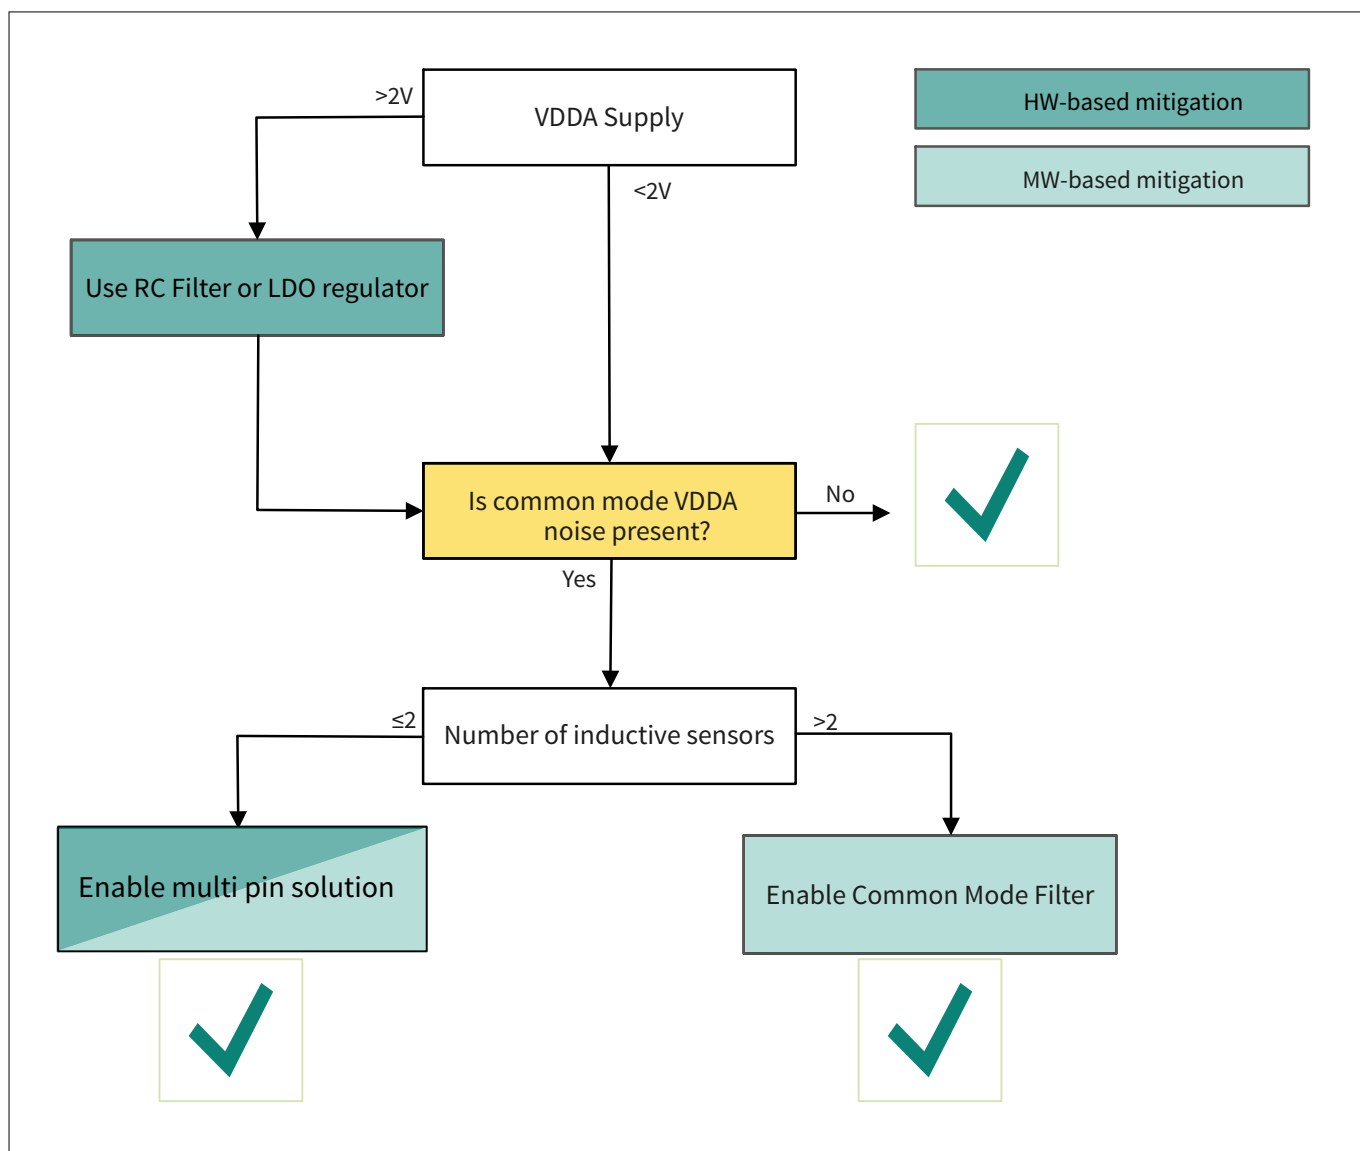 >2V
VDDA Supply
HW-based mitigation
MW-based mitigation
<2V
Use RC Filter or LDO regulator
Is common mode VDDA
noise present?
No
Yes
≤2
Number of inductive sensors
>2
Enable multi pin solution
Enable Common Mode Filter